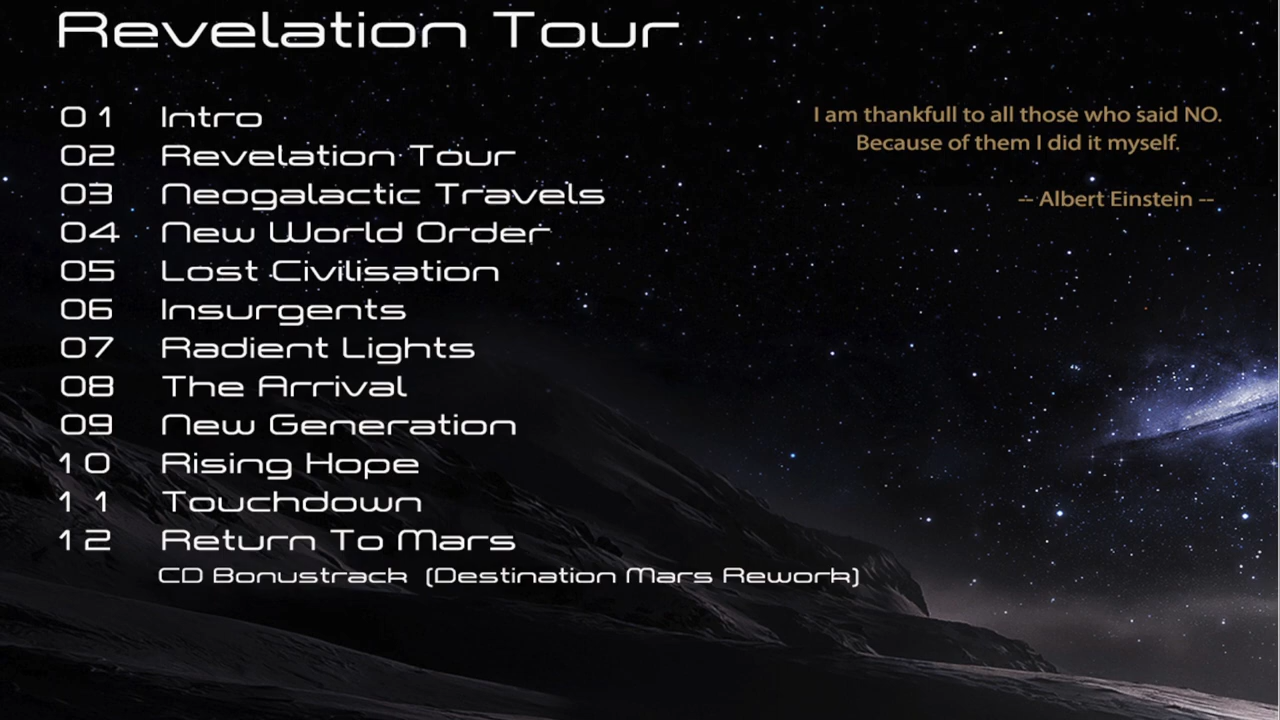 Revelation Tour
01 Intro
02 Revelation Tour
03 Neogalactic Travels
04 New World Order
05 Lost Civilisation
06 Insurgents
07 Radient Lights
08 The Arrival
09 New Generation
10 Rising Hope
11 Touchdown
12 Return To Mars
CD Bonustrack (Destination Mars Rework)
I am thankfull to all those who said NO.
Because of them I did it myself.
-- Albert Einstein --